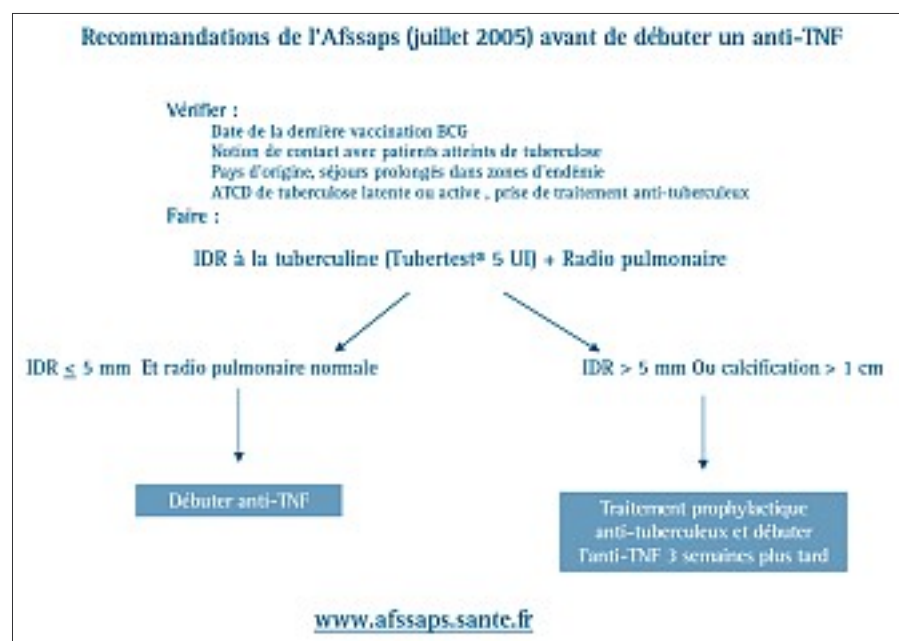 Recommandations de l'Afssaps (juillet 2005) avant de débuter un anti-TNF
Vérifier :
Date de la dernière vaccination BCG
Notion de contact avec patients atteints de tuberculose
Pays d'origine, séjours prolongés dans zones d'endémie
ATCD de tuberculose latente ou active , prise de traitement anti-tuberculeux
Faire :
IDR à la tuberculine (Tubertest® 5 UI) + Radio pulmonaire
IDR ≤ 5 mm Et radio pulmonaire normale
IDR > 5 mm Ou calcification > 1 cm
Débuter anti-TNF
Traitement prophylactique
anti-tuberculeux et débuter
l'anti-TNF 3 semaines plus tard
www.afssaps.sante.fr